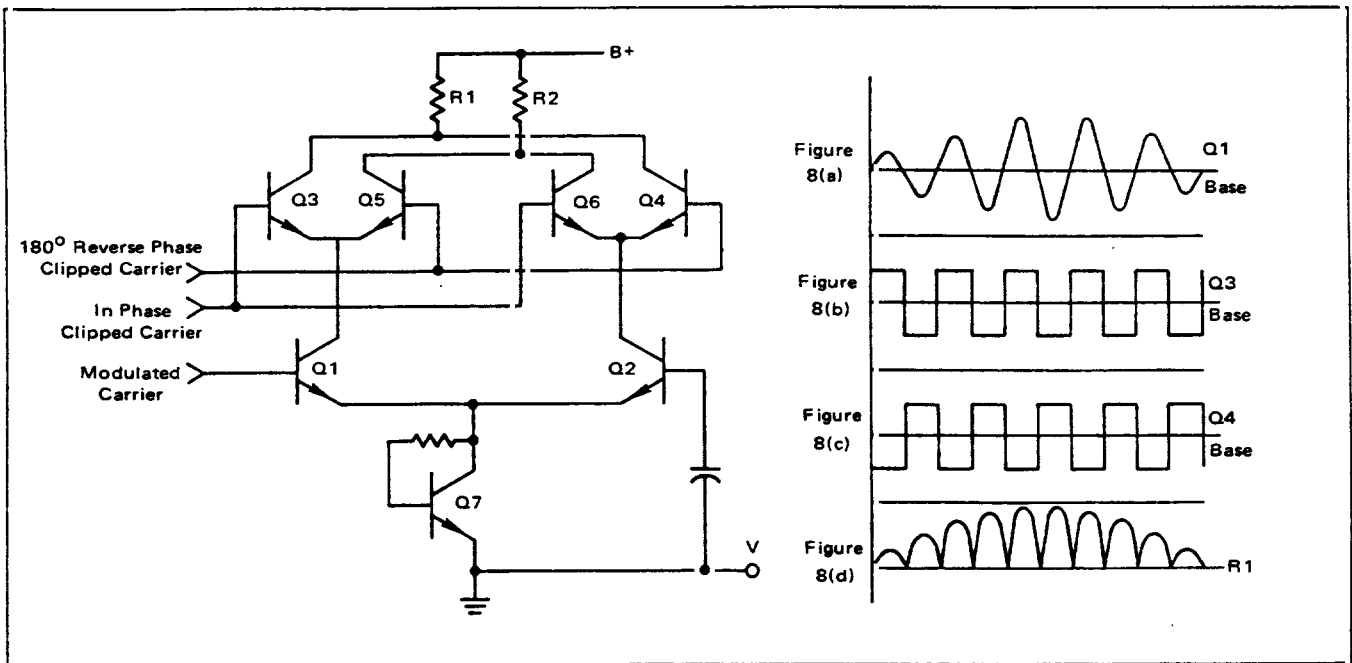 B+
R1
R2
Q3
Q5
Q6
Q4
180° Reverse Phase
Clipped Carrier
In Phase
Clipped Carrier
Modulated
Carrier
Q1
Q2
Q7
V
Figure
8(a)
Q1
Base
Figure
8(b)
Q3
Base
Figure
8(c)
Q4
Base
Figure
8(d)
R1